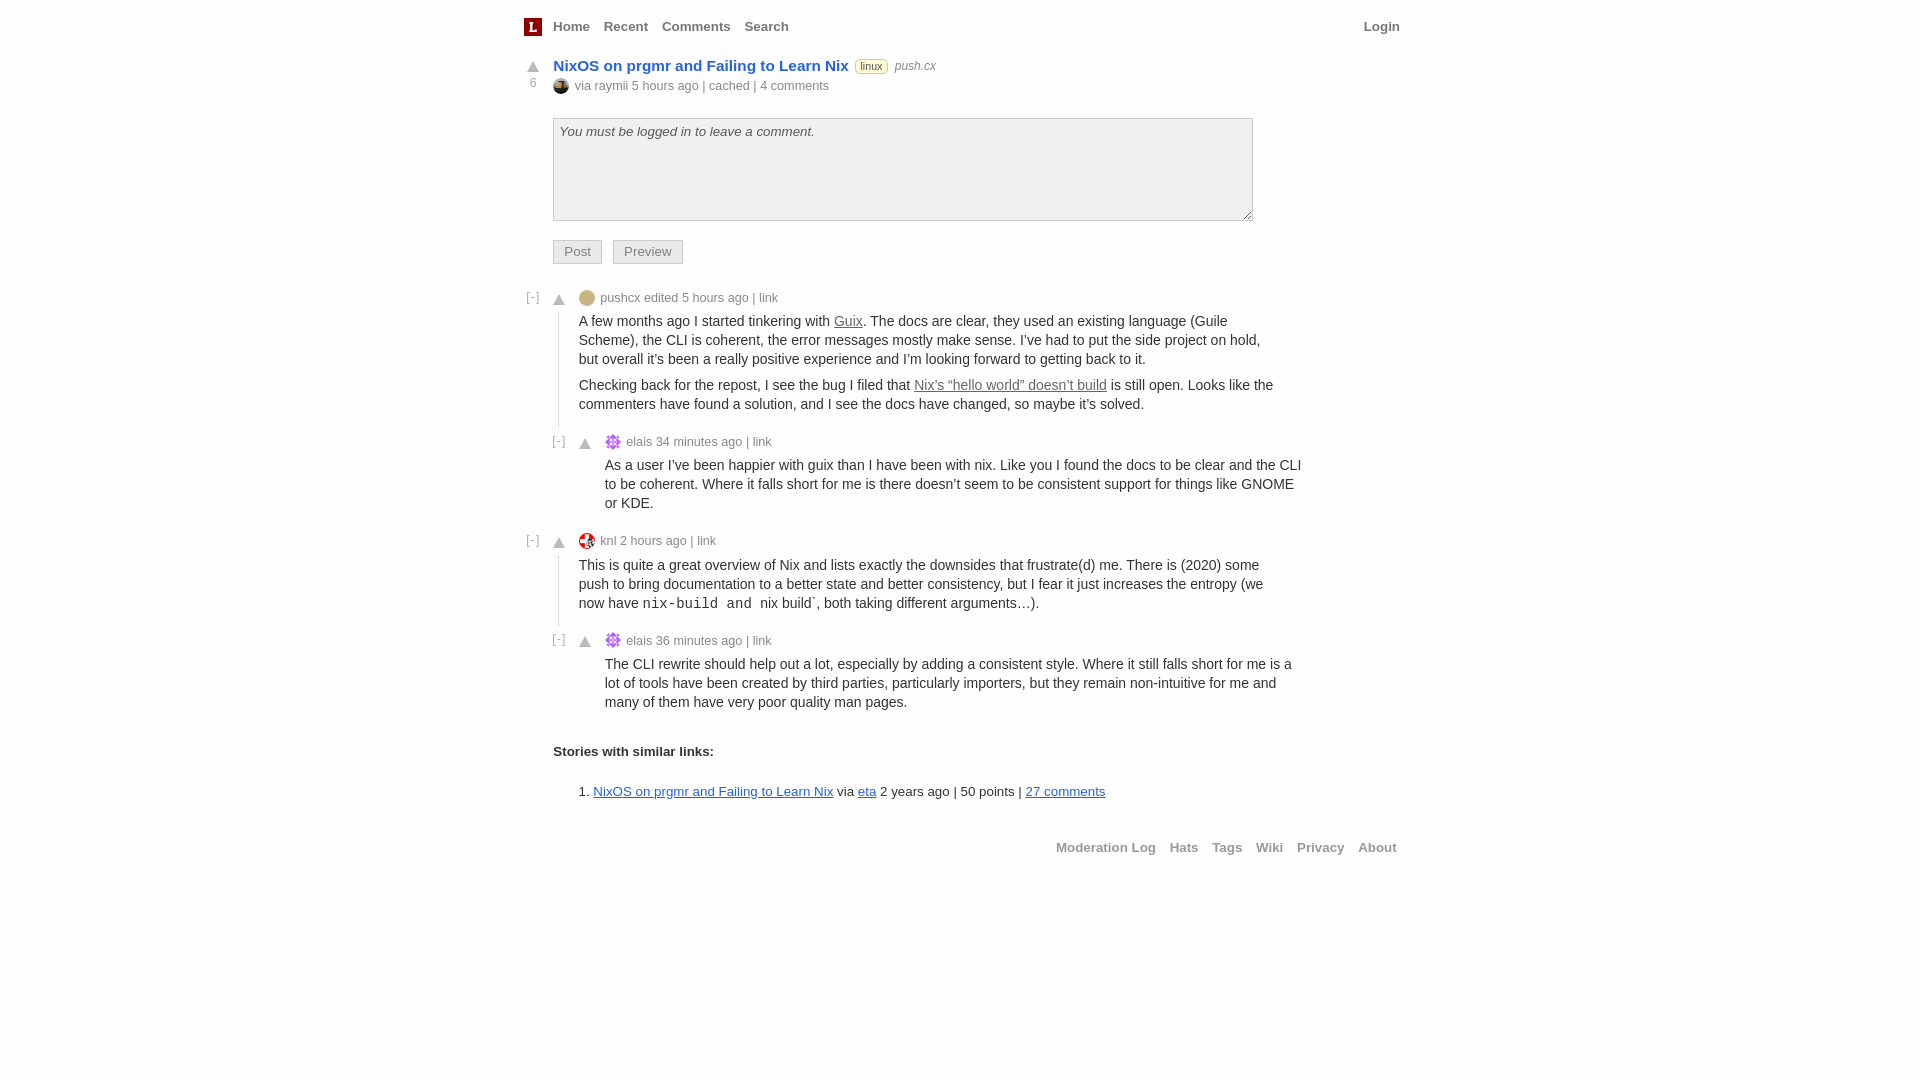 L Home Recent Comments Search Login
NixOS on prgmr and Failing to Learn Nix linux push.cx
6
via raymii 5 hours ago | cached | 4 comments
You must be logged in to leave a comment.
Post Preview
[-] pushcx edited 5 hours ago | link
A few months ago I started tinkering with Guix. The docs are clear, they used an existing language (Guile
Scheme), the CLI is coherent, the error messages mostly make sense. I’ve had to put the side project on hold,
but overall it’s been a really positive experience and I’m looking forward to getting back to it.
Checking back for the repost, I see the bug I filed that Nix’s “hello world” doesn’t build is still open. Looks like the
commenters have found a solution, and I see the docs have changed, so maybe it’s solved.
[-] elais 34 minutes ago | link
As a user I’ve been happier with guix than I have been with nix. Like you I found the docs to be clear and the CLI
to be coherent. Where it falls short for me is there doesn’t seem to be consistent support for things like GNOME
or KDE.
[-] knl 2 hours ago | link
This is quite a great overview of Nix and lists exactly the downsides that frustrate(d) me. There is (2020) some
push to bring documentation to a better state and better consistency, but I fear it just increases the entropy (we
now have nix-build and nix build`, both taking different arguments…).
[-] elais 36 minutes ago | link
The CLI rewrite should help out a lot, especially by adding a consistent style. Where it still falls short for me is a
lot of tools have been created by third parties, particularly importers, but they remain non-intuitive for me and
many of them have very poor quality man pages.
Stories with similar links:
1. NixOS on prgmr and Failing to Learn Nix via eta 2 years ago | 50 points | 27 comments
Moderation Log Hats Tags Wiki Privacy About